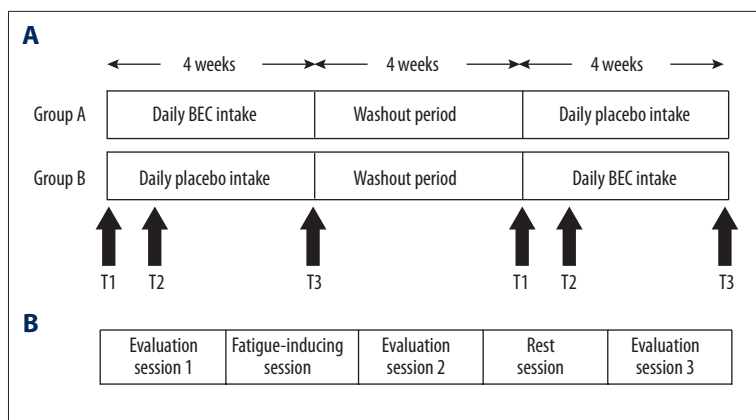 A
4 weeks 4 weeks 4 weeks
Group A Daily BEC intake Washout period Daily placebo intake
Group B Daily placebo intake Washout period Daily BEC intake
T1 T2 T3 T1 T2 T3
B
Evaluation Fatigue-inducing Evaluation Rest Evaluation
session 1 session session 2 session session 3